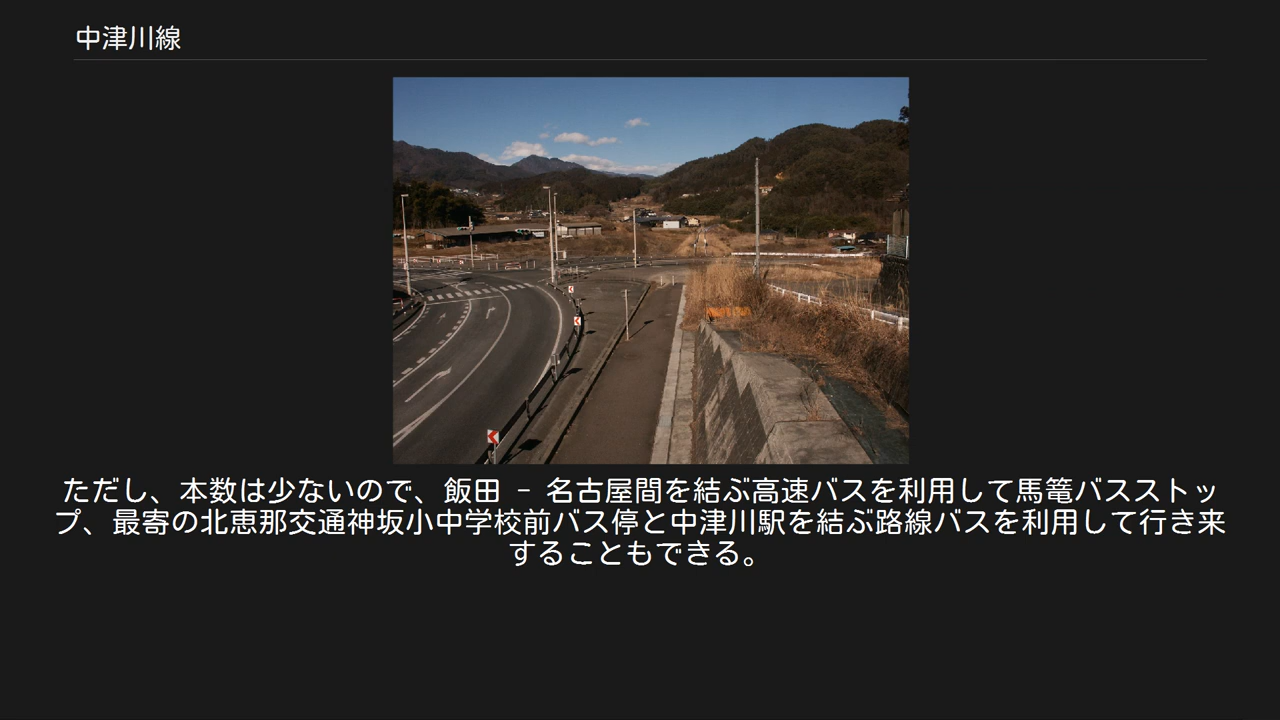 中津川線
ただし、本数は少ないので、飯田 - 名古屋間を結ぶ高速バスを利用して馬篭バスストッ
プ、最寄の北恵那交通神坂小中学校前バス停と中津川駅を結ぶ路線バスを利用して行き来
することもできる。